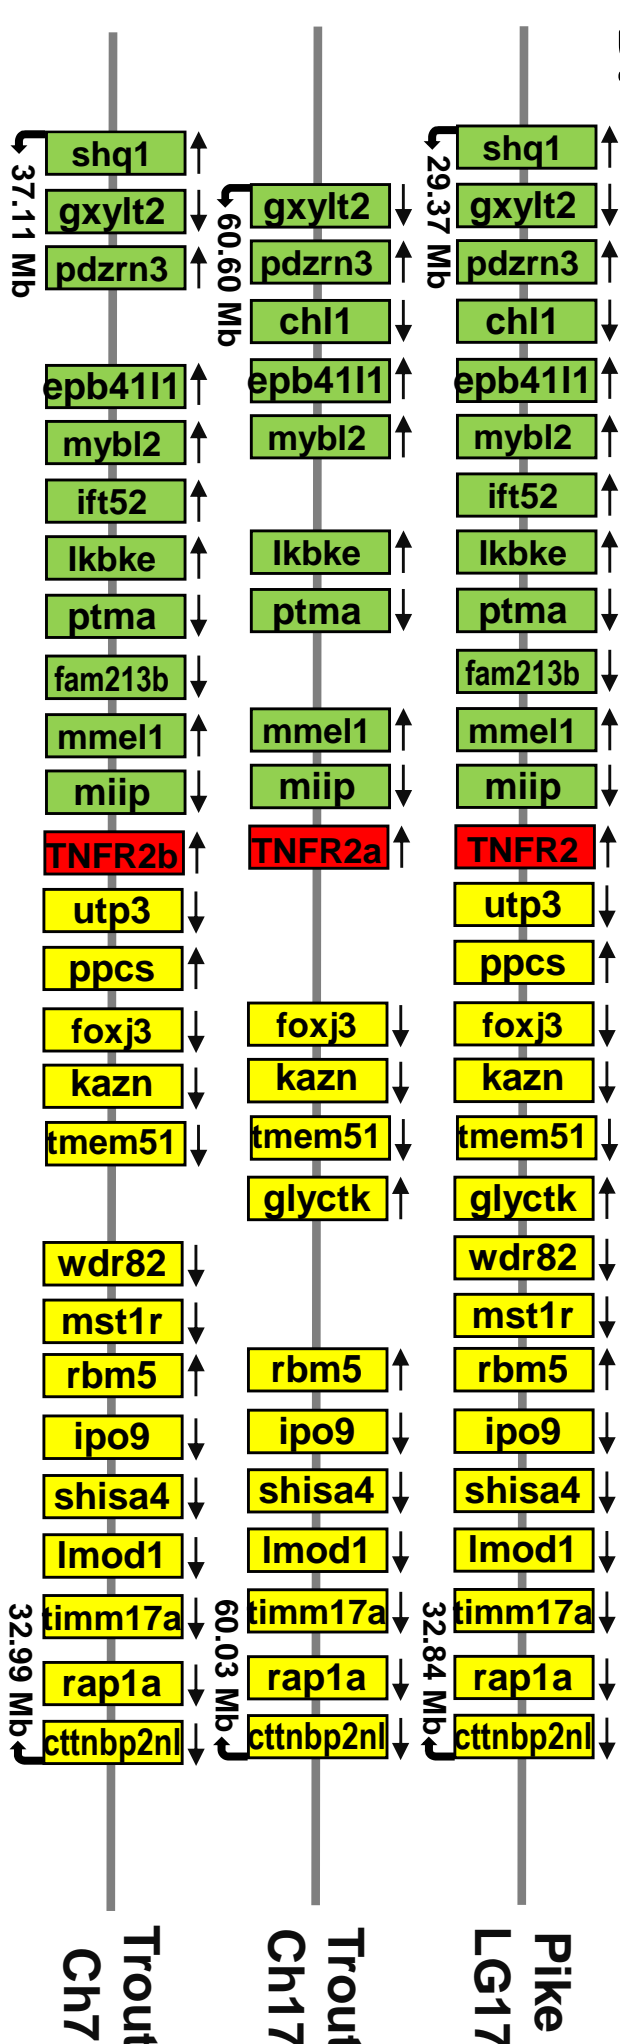 shq1
gxylt2
pdzrn3
epb41l1
mybl2
ift52
Ikbke
ptma
fam213b
mmel1
miip
TNFR2b
utp3
ppcs
foxj3
kazn
tmem51
wdr82
mst1r
rbm5
ipo9
shisa4
lmod1
timm17a
rap1a
cttnbp2nl
37.11 Mb
32.99 Mb
Trout
Ch7
gxylt2
pdzrn3
chl1
epb41l1
mybl2
Ikbke
ptma
mmel1
miip
TNFR2a
foxj3
kazn
tmem51
glyctk
rbm5
ipo9
shisa4
lmod1
timm17a
rap1a
cttnbp2nl
60.60 Mb
60.03 Mb
Trout
Ch17
shq1
gxylt2
pdzrn3
chl1
epb41l1
mybl2
ift52
Ikbke
ptma
fam213b
mmel1
miip
TNFR2
utp3
ppcs
foxj3
kazn
tmem51
glyctk
wdr82
mst1r
rbm5
ipo9
shisa4
lmod1
timm17a
rap1a
cttnbp2nl
29.37 Mb
32.84 Mb
Pike
LG17